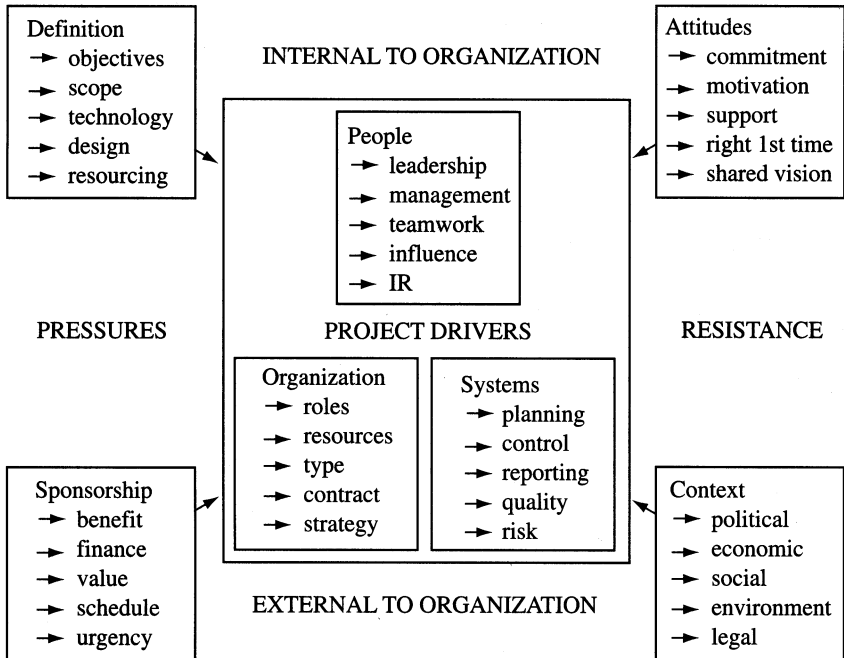 Definition
→ objectives
→ scope
→ technology
→ design
→ resourcing
INTERNAL TO ORGANIZATION
Attitudes
→ commitment
→ motivation
→ support
→ right 1st time
→ shared vision
People
→ leadership
→ management
→ teamwork
→ influence
→ IR
PRESSURES
PROJECT DRIVERS
RESISTANCE
Organization
→ roles
→ resources
→ type
→ contract
→ strategy
Systems
→ planning
→ control
→ reporting
→ quality
→ risk
Sponsorship
→ benefit
→ finance
→ value
→ schedule
→ urgency
EXTERNAL TO ORGANIZATION
Context
→ political
→ economic
→ social
→ environment
→ legal